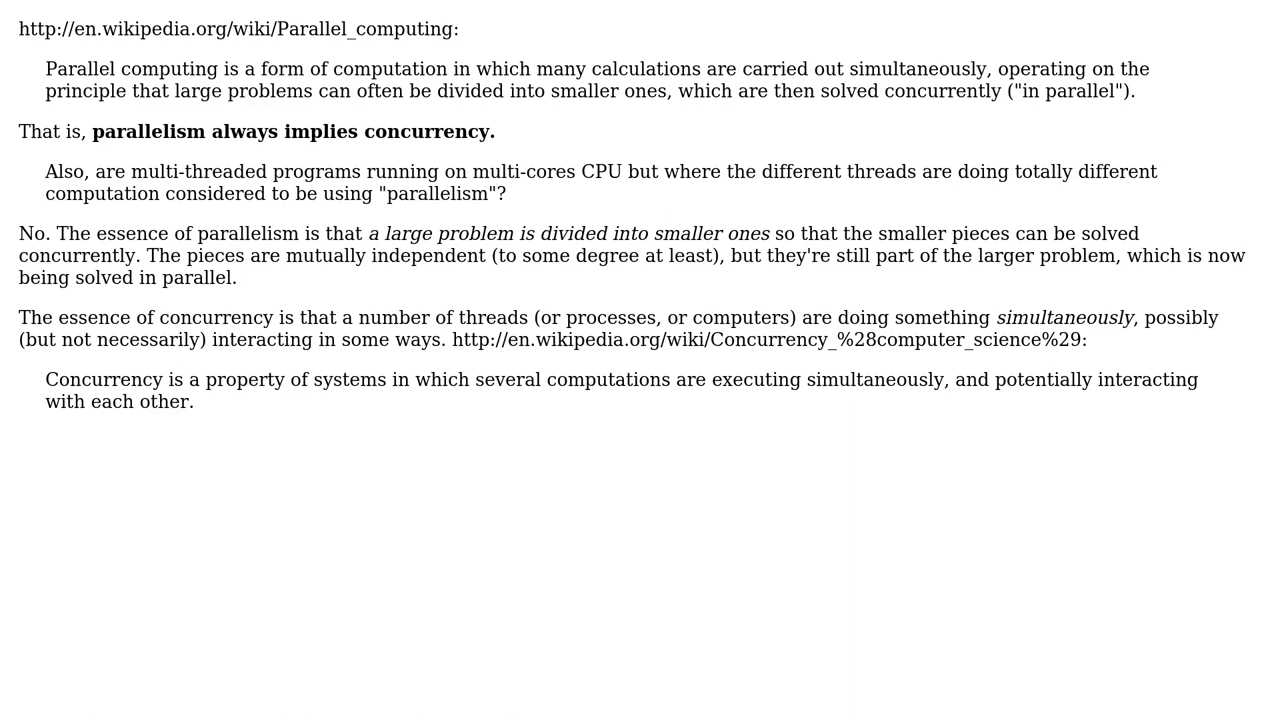 http://en.wikipedia.org/wiki/Parallel_computing:
Parallel computing is a form of computation in which many calculations are carried out simultaneously, operating on the
principle that large problems can often be divided into smaller ones, which are then solved concurrently ("in parallel").
That is, parallelism always implies concurrency.
Also, are multi-threaded programs running on multi-cores CPU but where the different threads are doing totally different
computation considered to be using "parallelism"?
No. The essence of parallelism is that a large problem is divided into smaller ones so that the smaller pieces can be solved
concurrently. The pieces are mutually independent (to some degree at least), but they're still part of the larger problem, which is now
being solved in parallel.
The essence of concurrency is that a number of threads (or processes, or computers) are doing something simultaneously, possibly
(but not necessarily) interacting in some ways. http://en.wikipedia.org/wiki/Concurrency_%28computer_science%29:
Concurrency is a property of systems in which several computations are executing simultaneously, and potentially interacting
with each other.